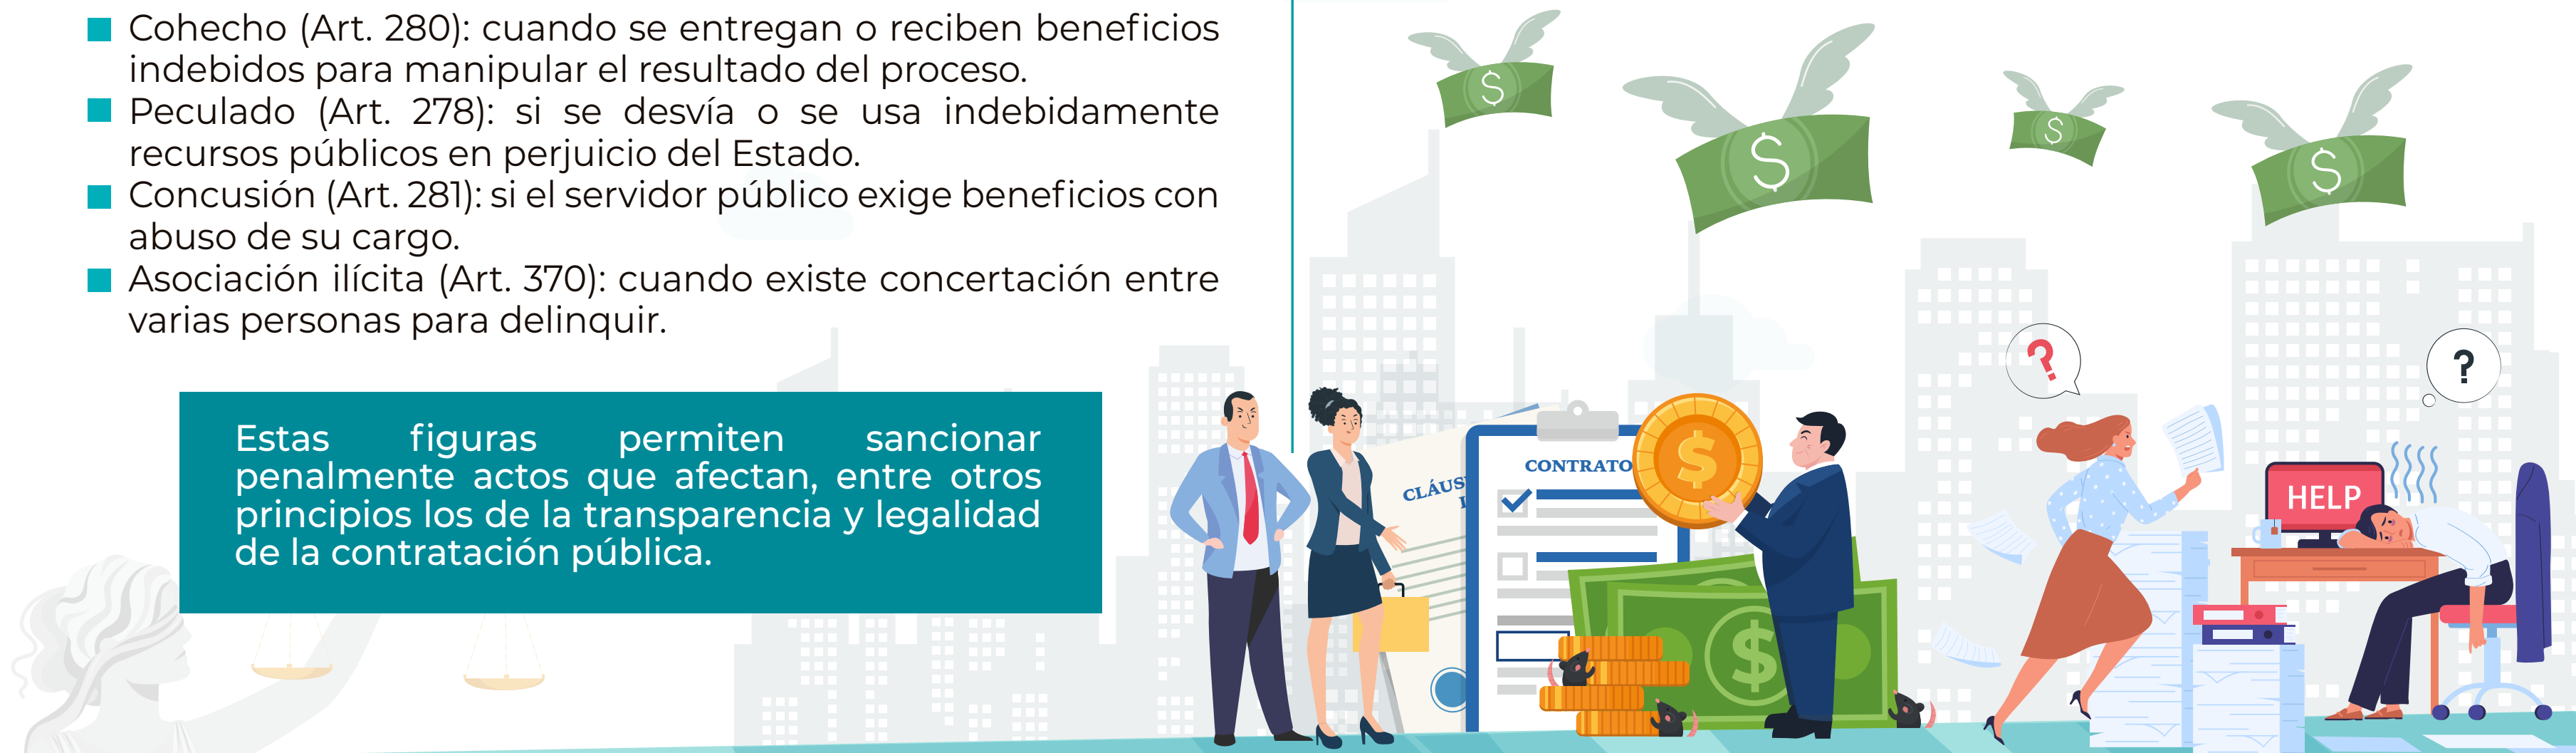 Cohecho (Art. 280): cuando se entregan o reciben beneficios
indebidos para manipular el resultado del proceso.
Peculado (Art. 278): si se desvía o se usa indebidamente
recursos públicos en perjuicio del Estado.
Concusión (Art. 281): si el servidor público exige beneficios con
abuso de su cargo.
Asociación ilícita (Art. 370): cuando existe concertación entre
varias personas para delinquir.
Estas figuras permiten sancionar
penalmente actos que afectan, entre otros
principios los de la transparencia y legalidad
de la contratación pública.
$
$
$
$
?
?
CLÁUS
CONTRATO
$
$
HELP